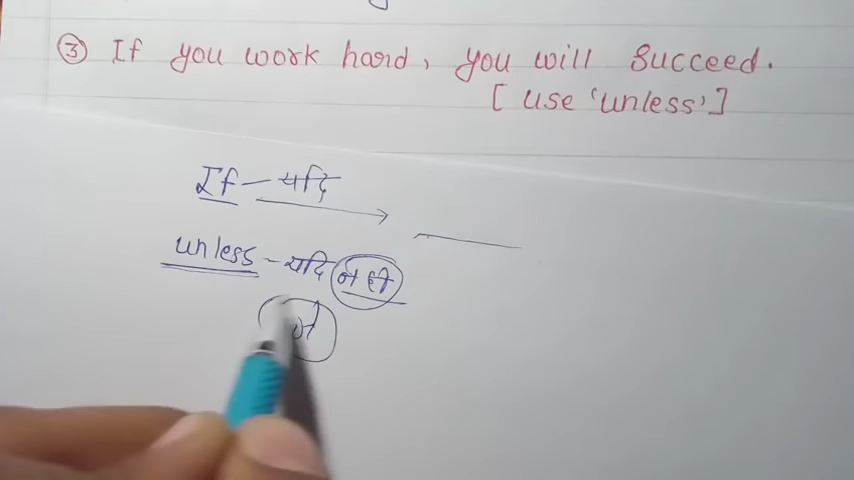 ③ If you work hard, you will succeed.
[ use 'unless' ]
If – यदि
unless – यदि नही
न